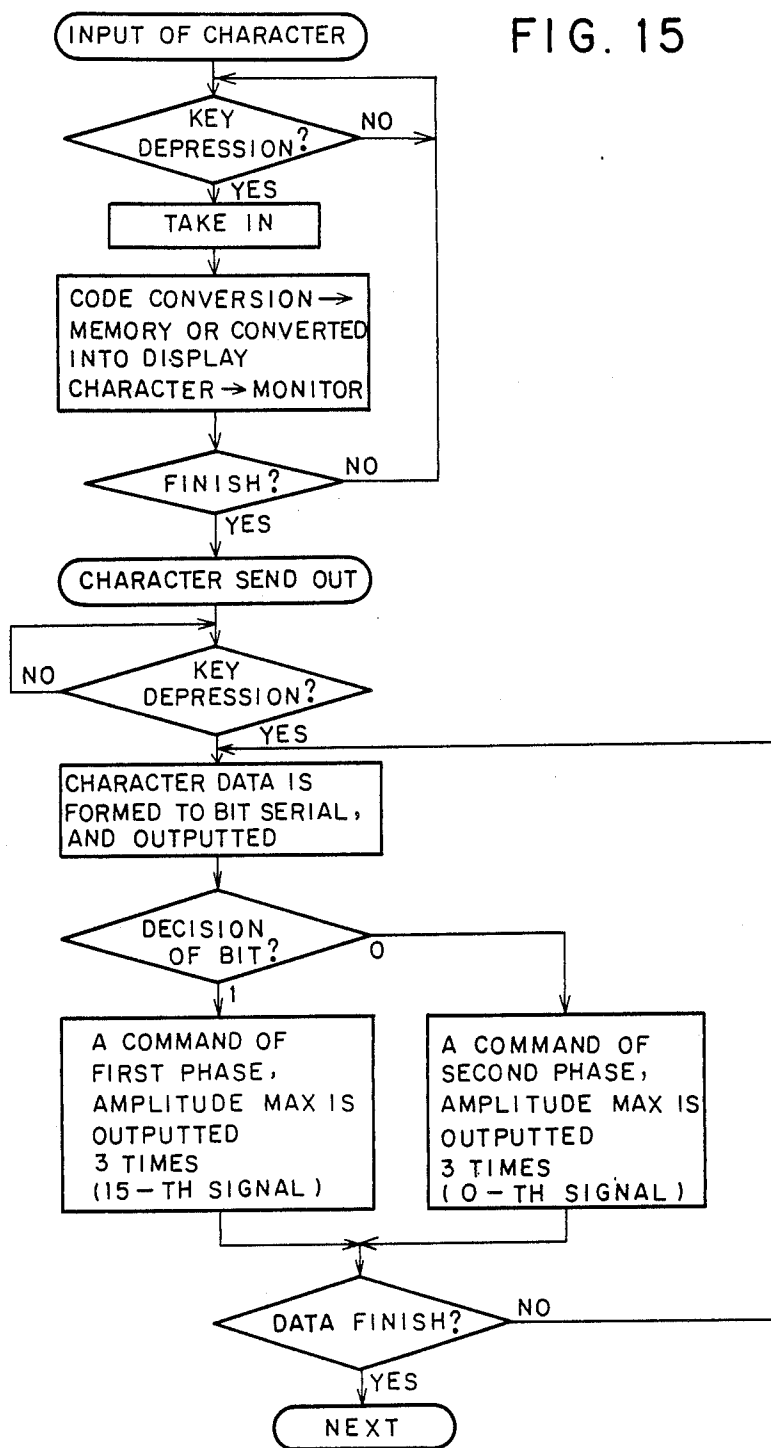 FIG. 15
INPUT OF CHARACTER
KEY
DEPRESSION?
NO
YES
TAKE IN
CODE CONVERSION→
MEMORY OR CONVERTED
INTO DISPLAY
CHARACTER→MONITOR
FINISH?
NO
YES
CHARACTER SEND OUT
KEY
DEPRESSION?
NO
YES
CHARACTER DATA IS
FORMED TO BIT SERIAL,
AND OUTPUTTED
DECISION
OF BIT?
0
1
A COMMAND OF
FIRST PHASE,
AMPLITUDE MAX IS
OUTPUTTED
3 TIMES
(15-TH SIGNAL)
A COMMAND OF
SECOND PHASE,
AMPLITUDE MAX IS
OUTPUTTED
3 TIMES
(0-TH SIGNAL)
DATA FINISH?
NO
YES
NEXT